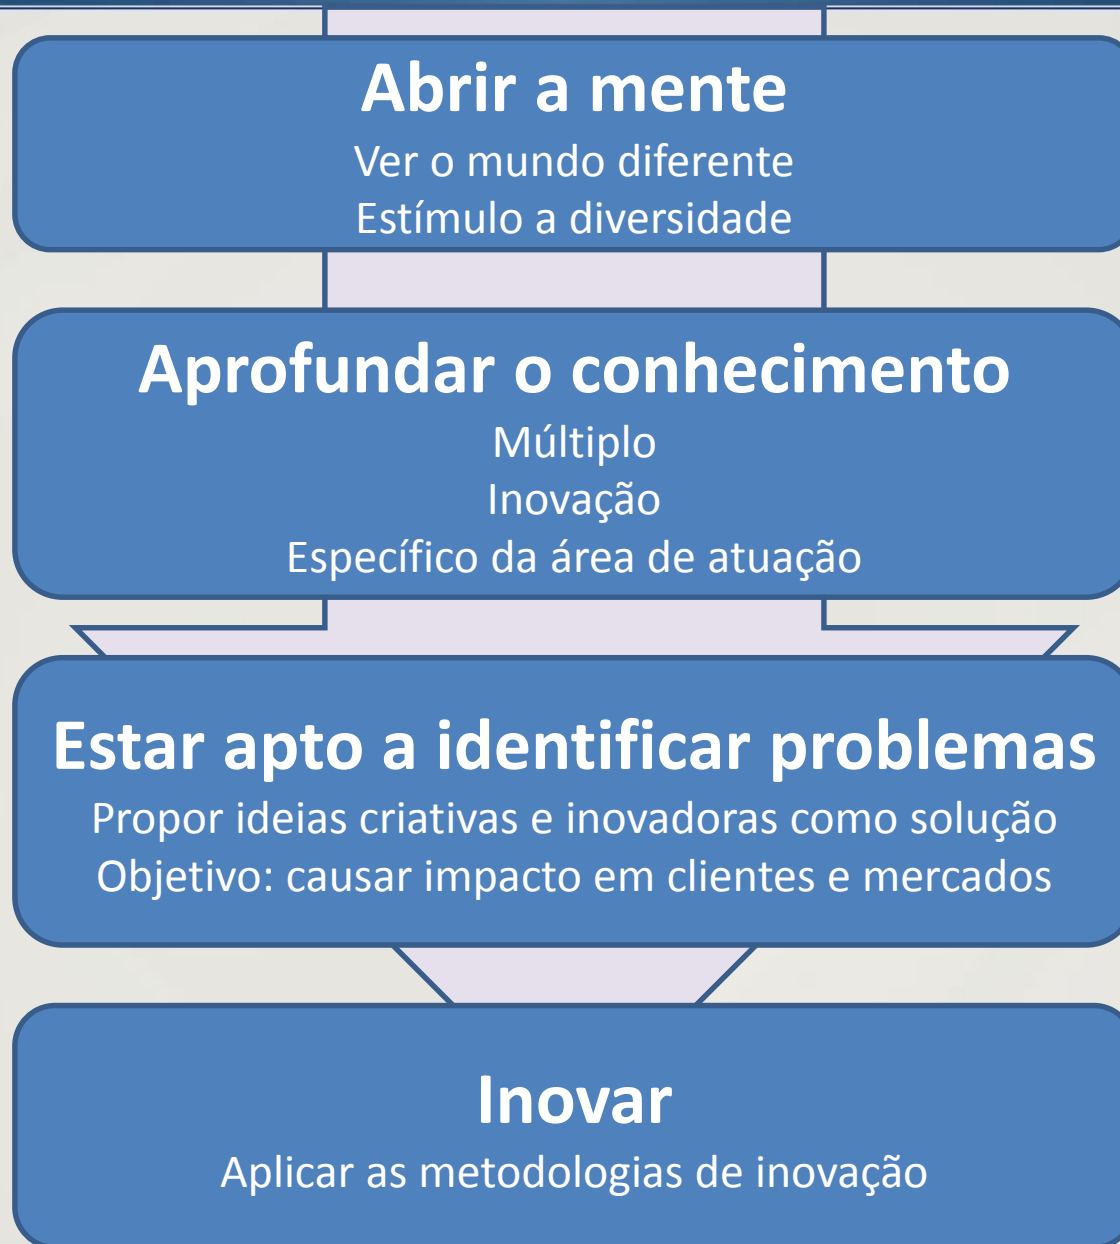 Abrir a mente
Ver o mundo diferente
Estímulo a diversidade
Aprofundar o conhecimento
Múltiplo
Inovação
Específico da área de atuação
Estar apto a identificar problemas
Propor ideias criativas e inovadoras como solução
Objetivo: causar impacto em clientes e mercados
Inovar
Aplicar as metodologias de inovação